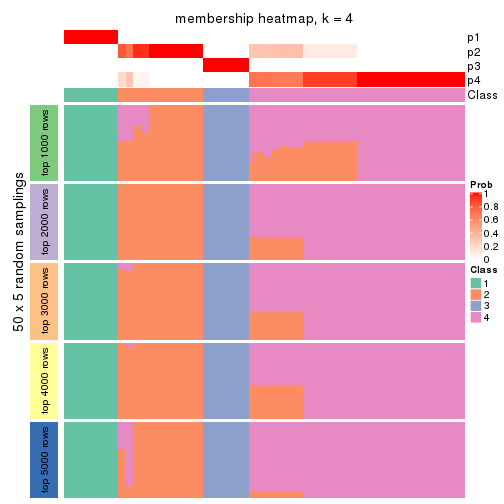 membership heatmap, k = 4
p1
p2
p3
p4
Class
50 x 5 random samplings
top 1000 rows
top 2000 rows
top 3000 rows
top 4000 rows
top 5000 rows
Prob
1
0.8
0.6
0.4
0.2
0
Class
1
2
3
4